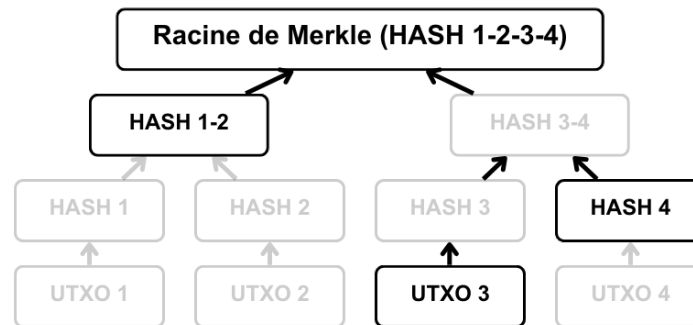 Racine de Merkle (HASH 1-2-3-4)
HASH 1-2
HASH 3-4
HASH 1
HASH 2
HASH 3
HASH 4
UTXO 1
UTXO 2
UTXO 3
UTXO 4